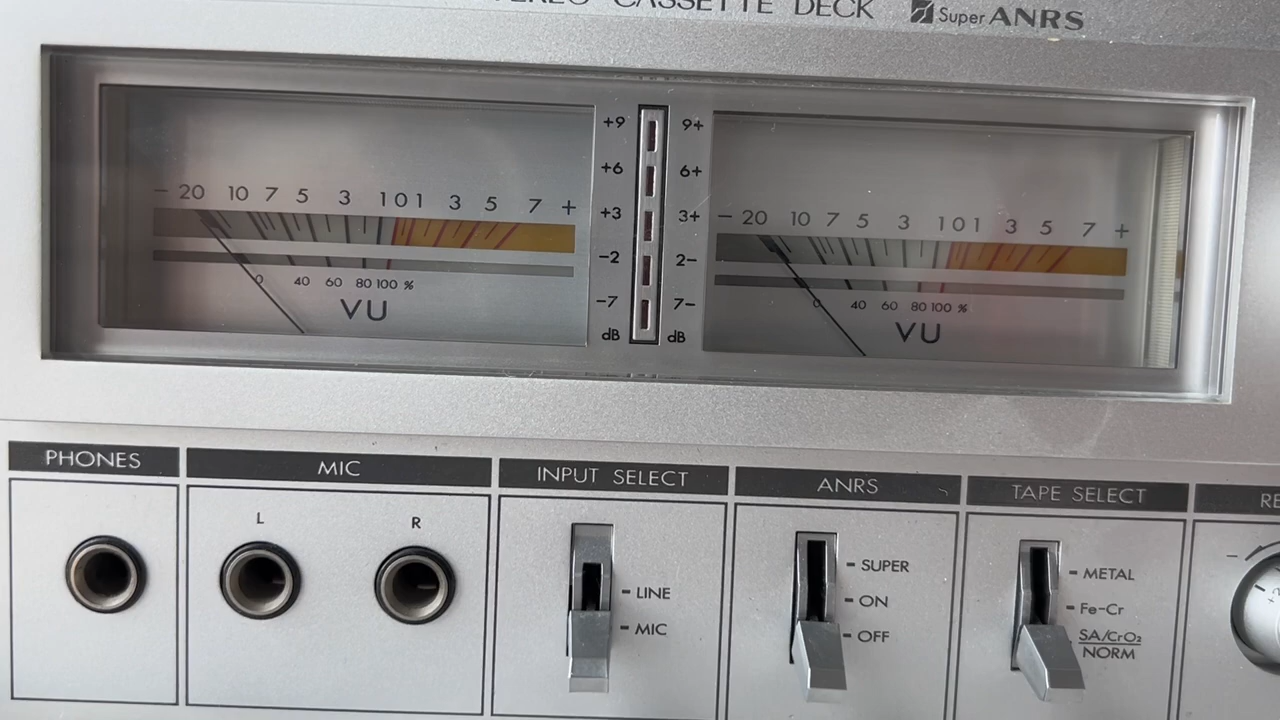 STEREO CASSETTE DECK Super ANRS
- 20 10 7 5 3 1 0 1 3 5 7 +
0 40 60 80 100 %
VU
+9 9+
+6 6+
+3 3+
-2 2-
-7 7-
dB dB
- 20 10 7 5 3 1 0 1 3 5 7 +
0 40 60 80 100 %
VU
PHONES
MIC
L R
INPUT SELECT
- LINE
- MIC
ANRS
- SUPER
- ON
- OFF
TAPE SELECT
- METAL
- Fe-Cr
SA/CrO₂
NORM